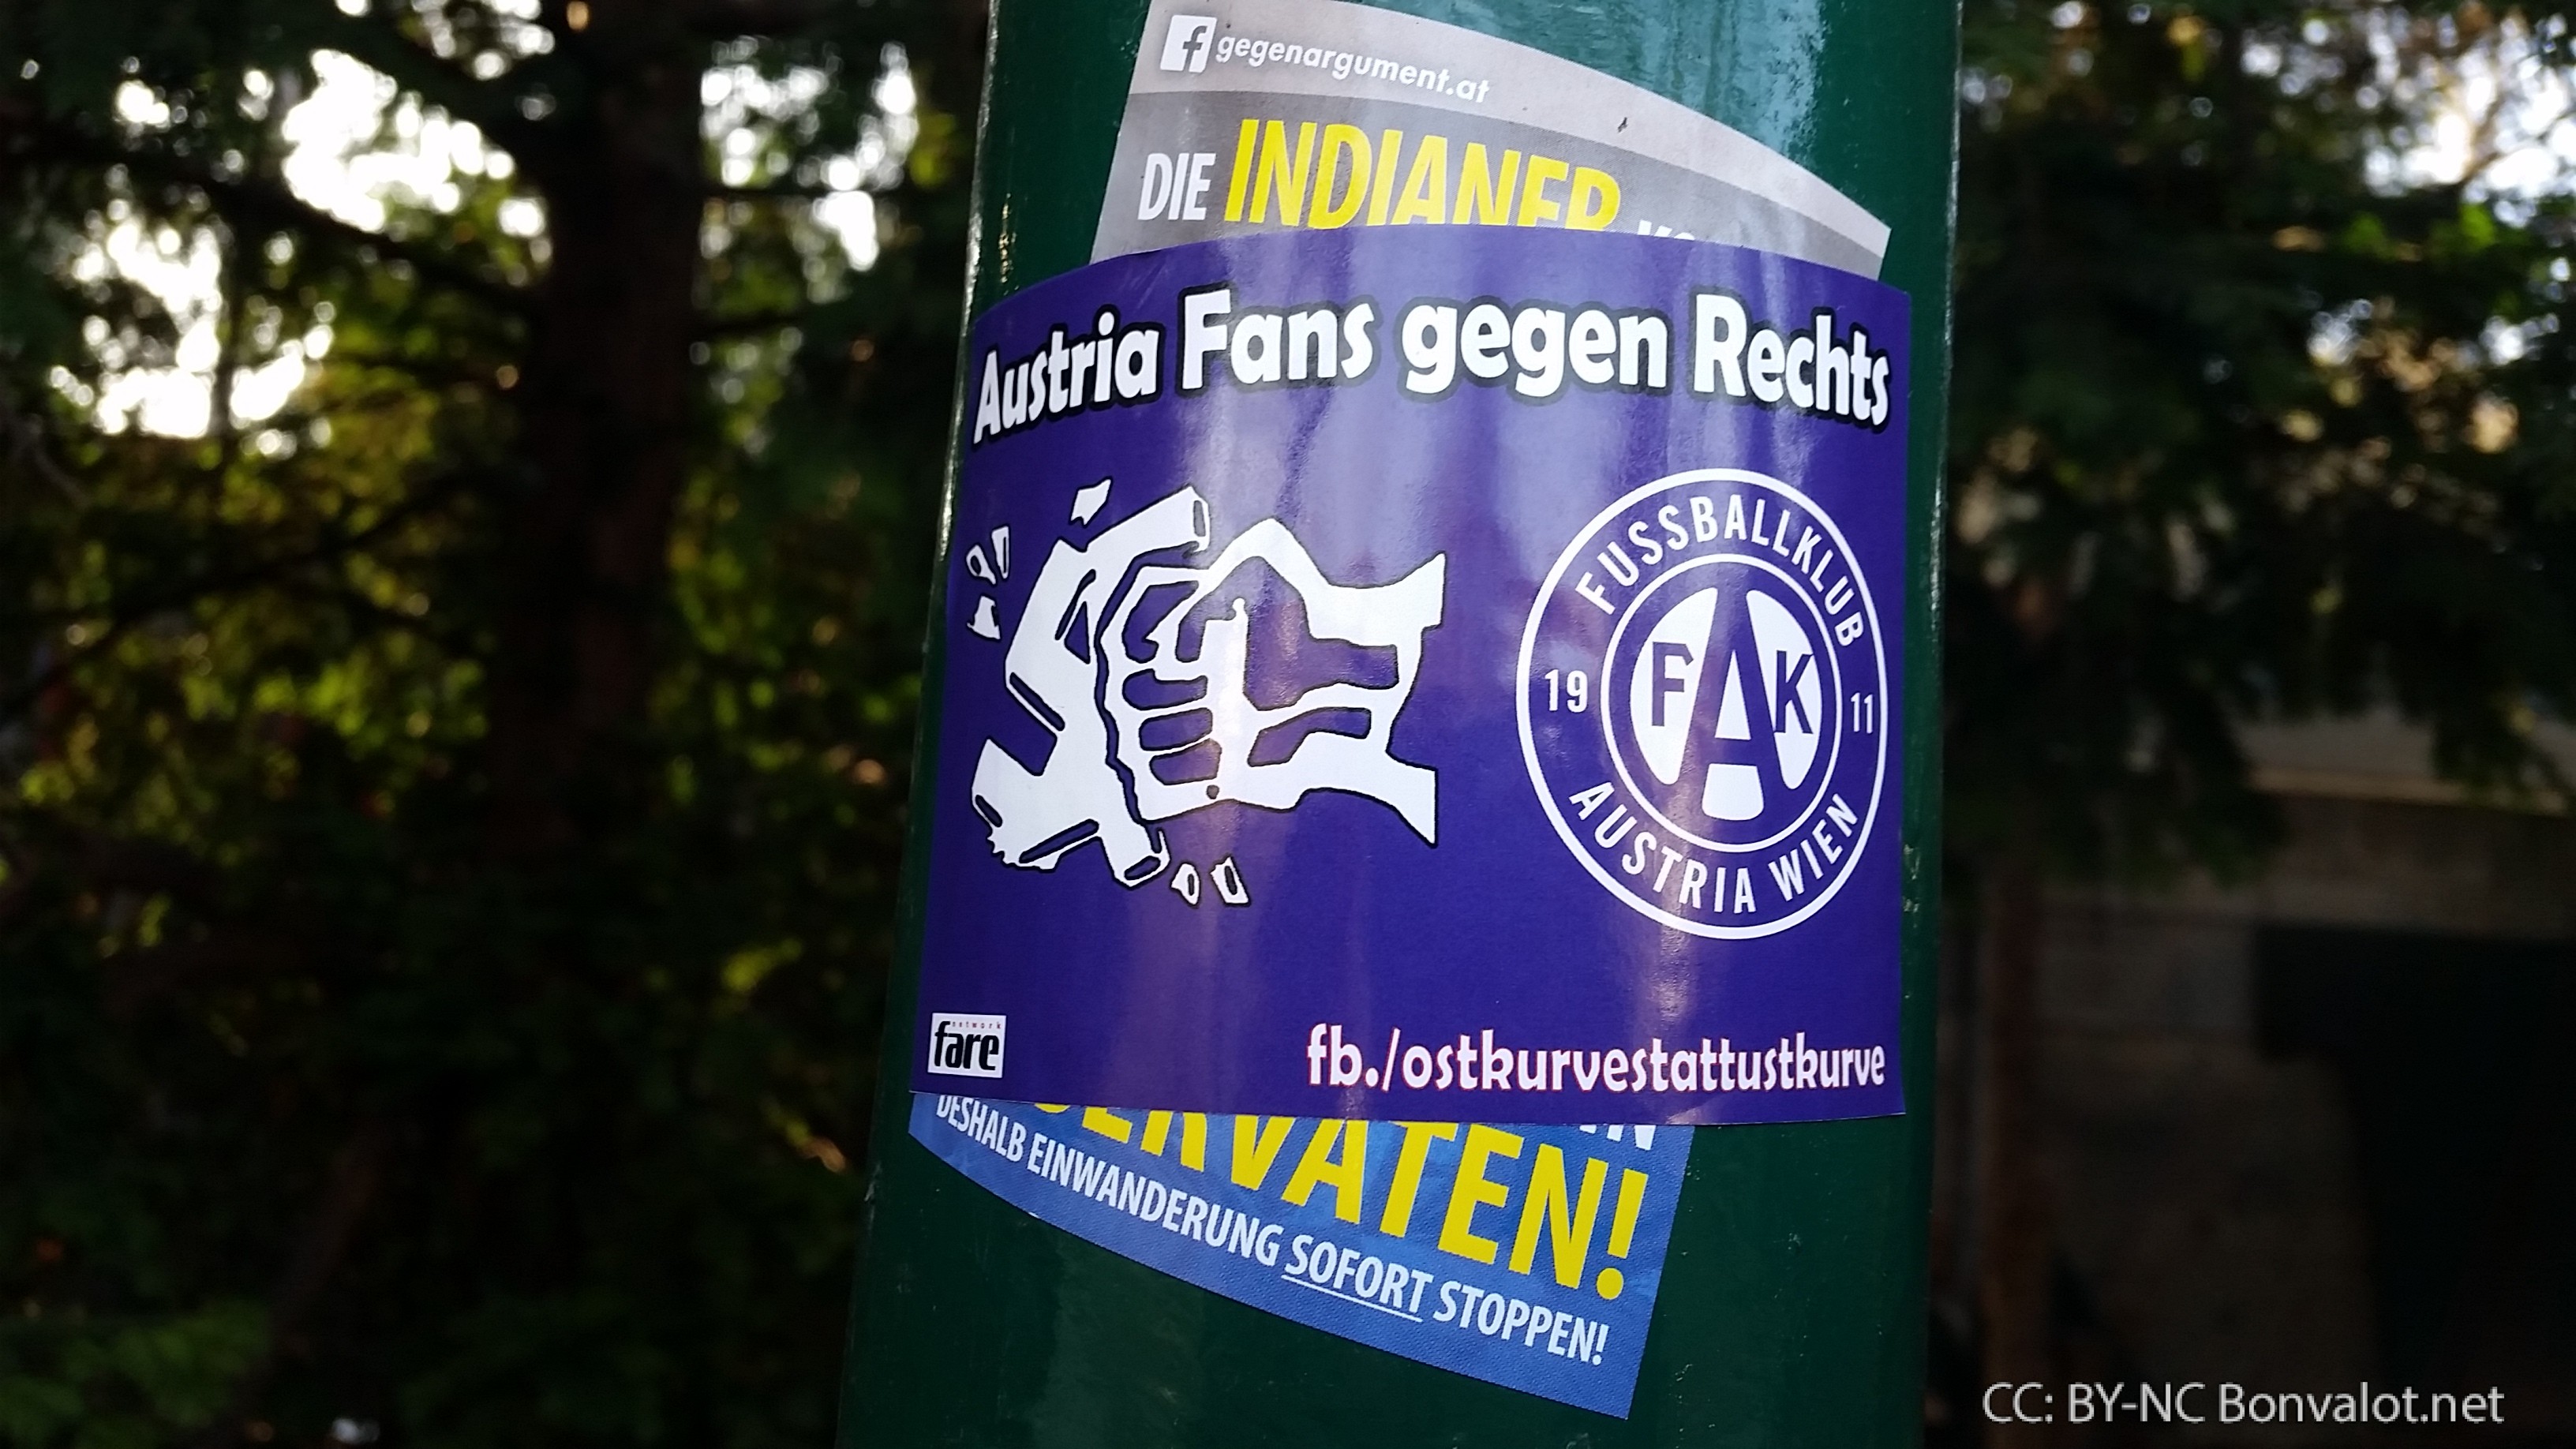 f gegenargument.at
DIE INDIANER
Austria Fans gegen Rechts
FUSSBALLKLUB
19 FAK 11
AUSTRIA WIEN
network
fare
fb./ostkurvestattustkurve
ERVATEN!
DESHALB EINWANDERUNG SOFORT STOPPEN!
CC: BY-NC Bonvalot.net